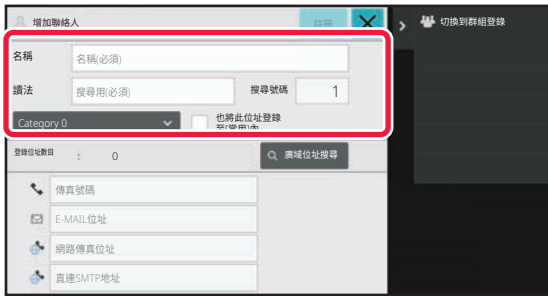 增加聯絡人
註冊
切換到群組登錄
名稱
名稱(必須)
讀法
搜尋用(必須)
搜尋號碼
1
Category 0
也將此位址登錄
至[常用]內
登錄位址數目 : 0
廣域位址搜尋
傳真號碼
E-MAIL位址
網路傳真位址
直連SMTP地址